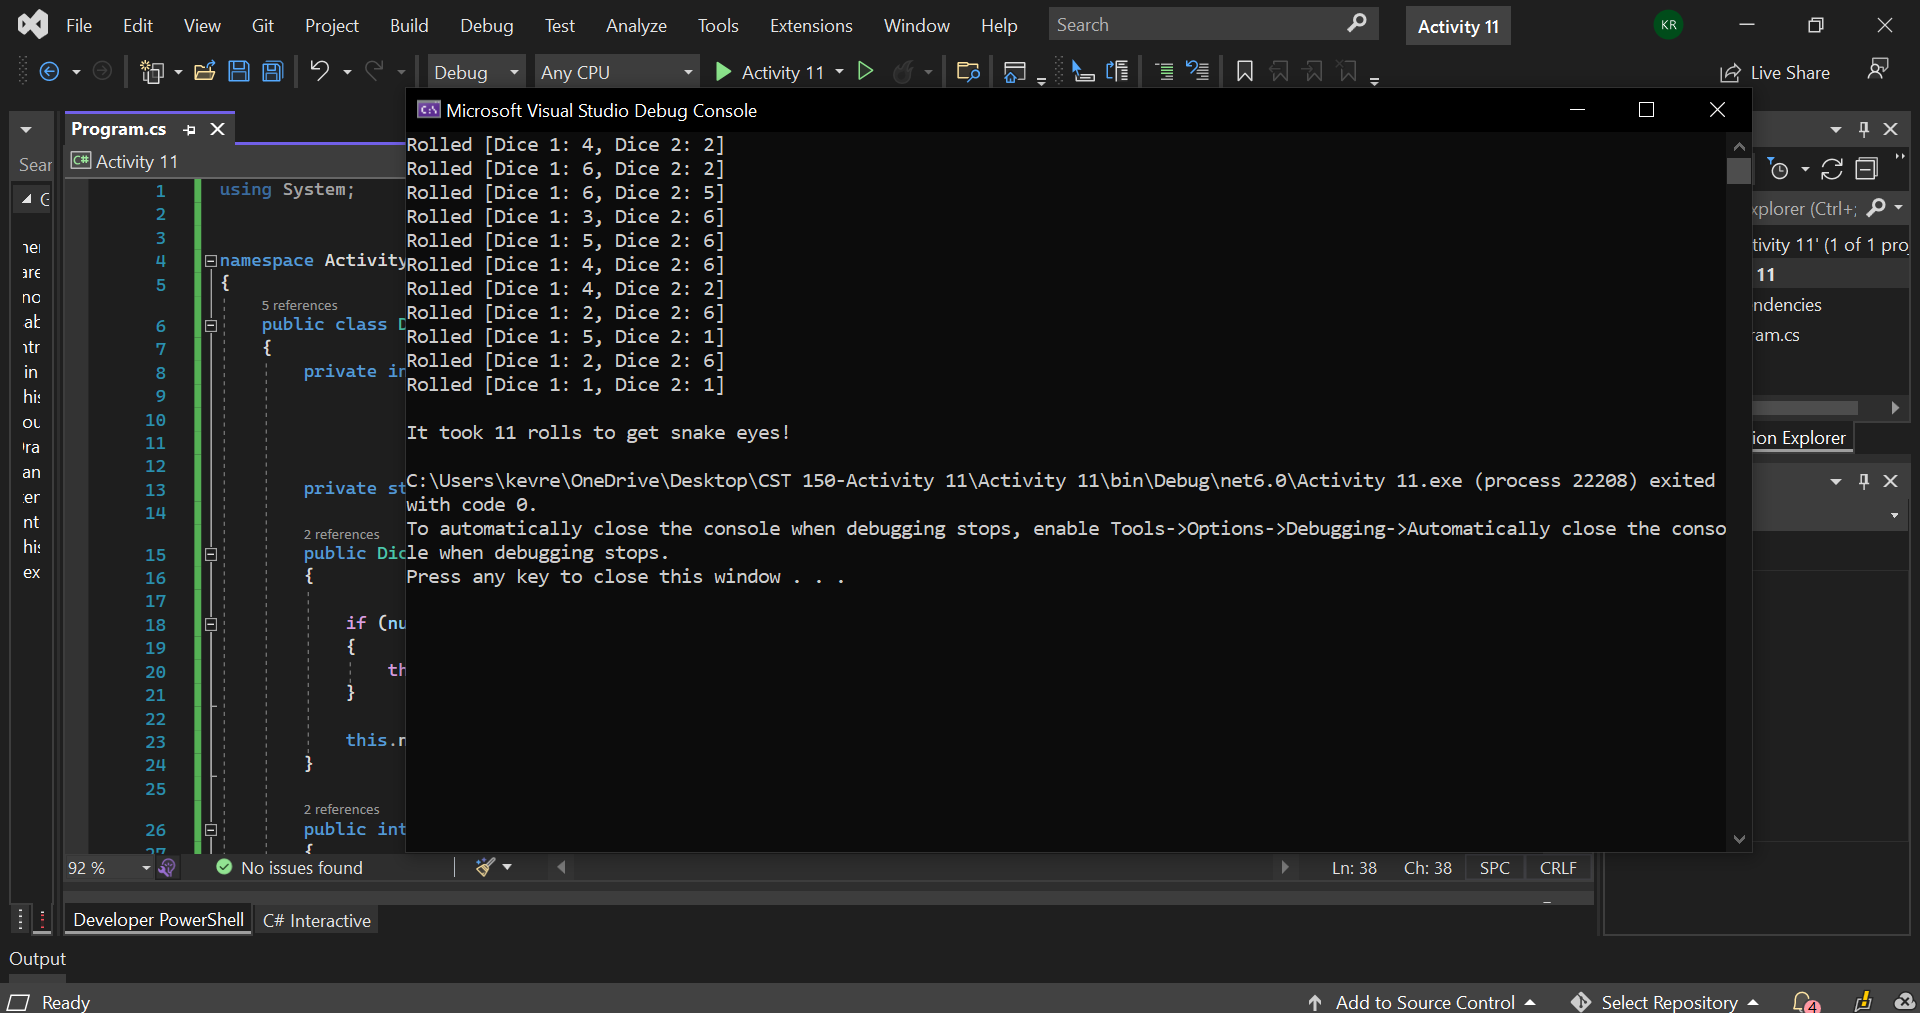 File Edit View Git Project Build Debug Test Analyze Tools Extensions Window Help Search Activity 11 KR
Debug Any CPU Activity 11 Live Share
Program.cs
C# Activity 11
Microsoft Visual Studio Debug Console
Rolled [Dice 1: 4, Dice 2: 2]
Rolled [Dice 1: 6, Dice 2: 2]
Rolled [Dice 1: 6, Dice 2: 5]
Rolled [Dice 1: 3, Dice 2: 6]
Rolled [Dice 1: 5, Dice 2: 6]
Rolled [Dice 1: 4, Dice 2: 6]
Rolled [Dice 1: 4, Dice 2: 2]
Rolled [Dice 1: 2, Dice 2: 6]
Rolled [Dice 1: 5, Dice 2: 1]
Rolled [Dice 1: 2, Dice 2: 6]
Rolled [Dice 1: 1, Dice 2: 1]
It took 11 rolls to get snake eyes!
C:\Users\kevre\OneDrive\Desktop\CST 150-Activity 11\Activity 11\bin\Debug\net6.0\Activity 11.exe (process 22208) exited
with code 0.
To automatically close the console when debugging stops, enable Tools->Options->Debugging->Automatically close the conso
le when debugging stops.
Press any key to close this window . . .
1 using System;
2
3
4 namespace Activity
5 {
5 references
6 public class D
7 {
8 private in
9
10
11
12
13 private st
14
2 references
15 public Dic
16 {
17
18 if (nu
19 {
20 th
21 }
22
23 this.n
24 }
25
2 references
26 public int
27 {
xplorer (Ctrl+;
tivity 11' (1 of 1 pro
11
ndencies
ram.cs
ion Explorer
92 % No issues found Ln: 38 Ch: 38 SPC CRLF
Developer PowerShell C# Interactive
Output
Ready Add to Source Control Select Repository 4